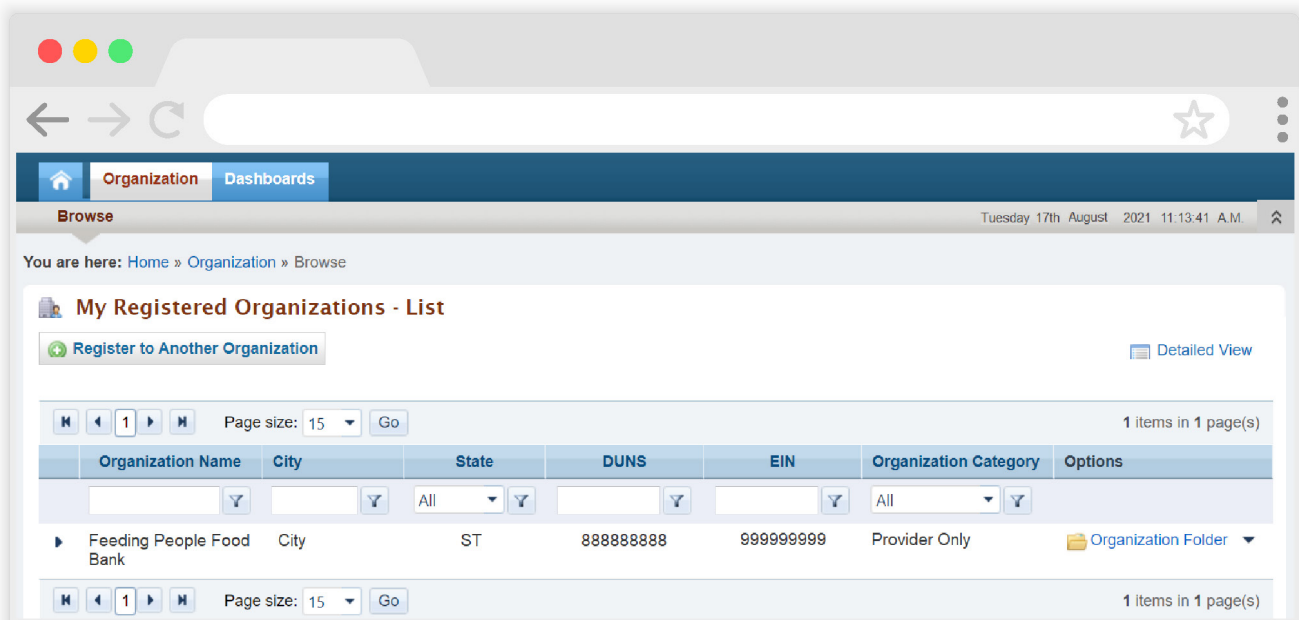 Organization Dashboards
Browse Tuesday 17th August 2021 11:13:41 A.M.
You are here: Home » Organization » Browse
My Registered Organizations - List
Register to Another Organization Detailed View
1 Page size: 15 Go 1 items in 1 page(s)
Organization Name City State DUNS EIN Organization Category Options
All All
Feeding People Food City ST 888888888 999999999 Provider Only Organization Folder
Bank
1 Page size: 15 Go 1 items in 1 page(s)